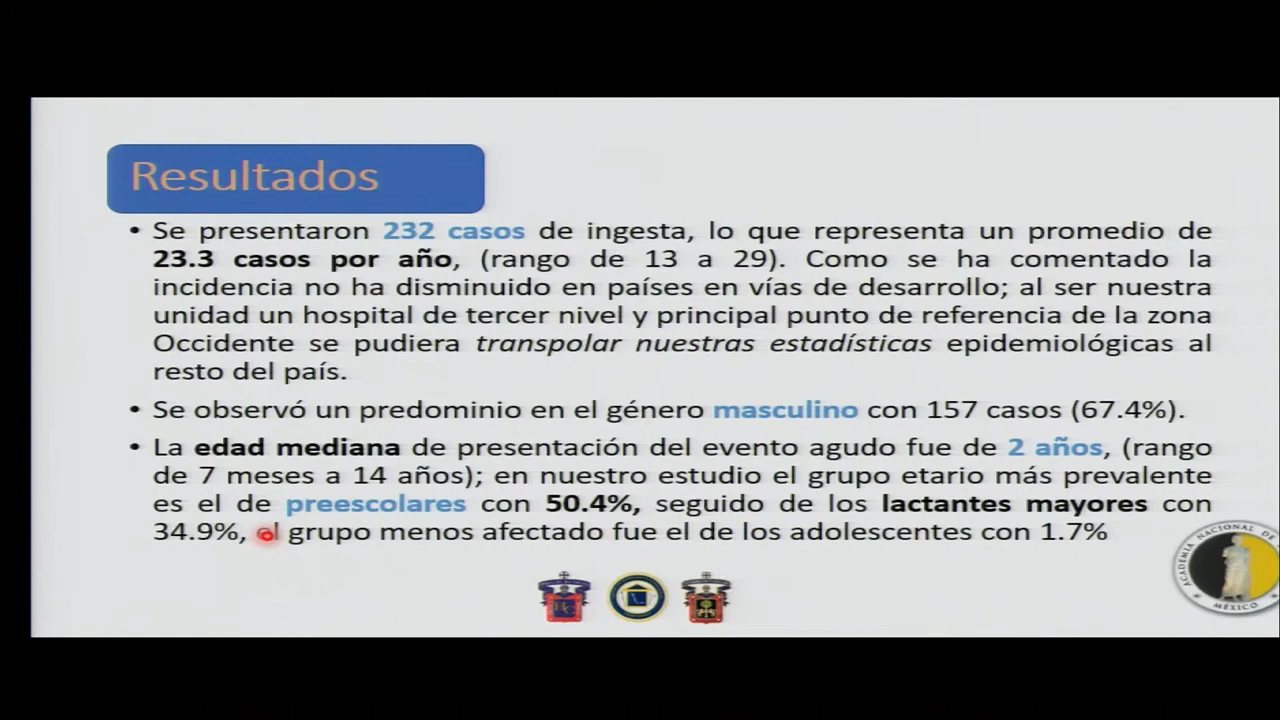 Resultados
• Se presentaron 232 casos de ingesta, lo que representa un promedio de
23.3 casos por año, (rango de 13 a 29). Como se ha comentado la
incidencia no ha disminuido en países en vías de desarrollo; al ser nuestra
unidad un hospital de tercer nivel y principal punto de referencia de la zona
Occidente se pudiera transpolar nuestras estadísticas epidemiológicas al
resto del país.
• Se observó un predominio en el género masculino con 157 casos (67.4%).
• La edad mediana de presentación del evento agudo fue de 2 años, (rango
de 7 meses a 14 años); en nuestro estudio el grupo etario más prevalente
es el de preescolares con 50.4%, seguido de los lactantes mayores con
34.9%, el grupo menos afectado fue el de los adolescentes con 1.7%
ACADEMIA NACIONAL DE
MÉXICO
HC